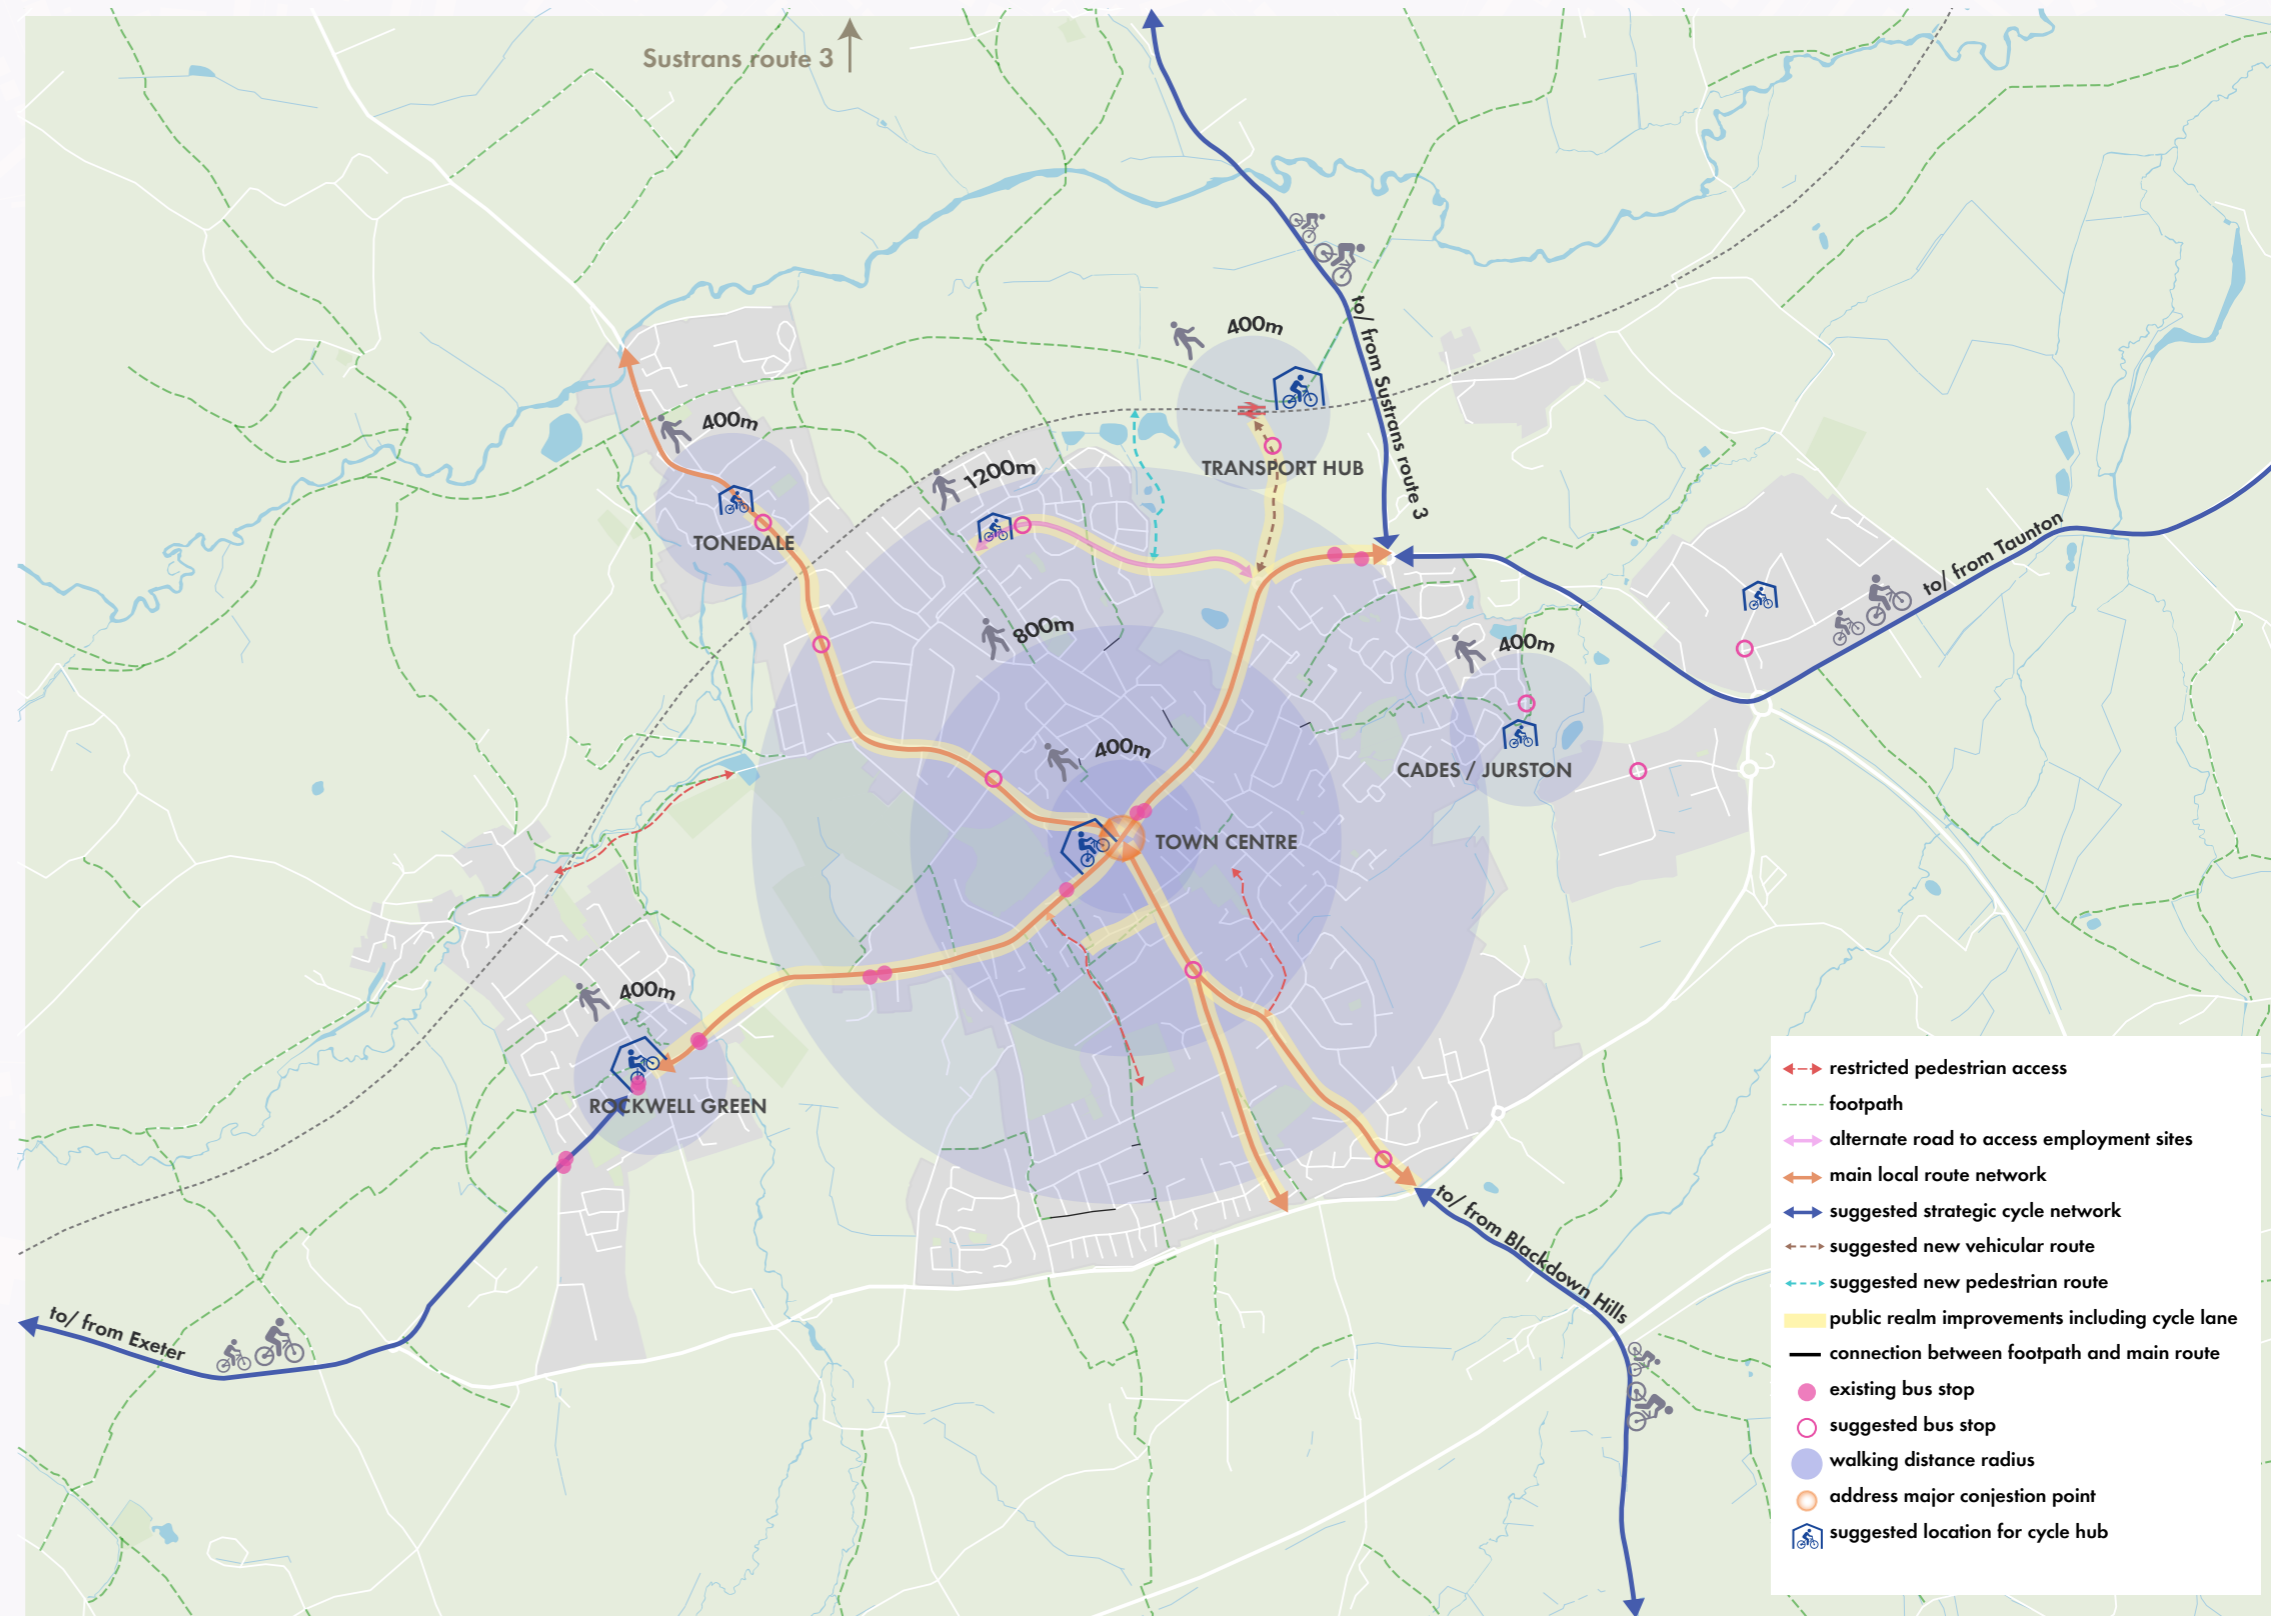 Sustrans route 3
400m
to/ from Sustrans route 3
400m
TRANSPORT HUB
1200m
TONEDALE
to/ from Taunton
800m
400m
400m
CADES / JURSTON
TOWN CENTRE
400m
ROCKWELL GREEN
to/ from Blackdown Hills
to/ from Exeter
restricted pedestrian access
footpath
alternate road to access employment sites
main local route network
suggested strategic cycle network
suggested new vehicular route
suggested new pedestrian route
public realm improvements including cycle lane
connection between footpath and main route
existing bus stop
suggested bus stop
walking distance radius
address major conjestion point
suggested location for cycle hub